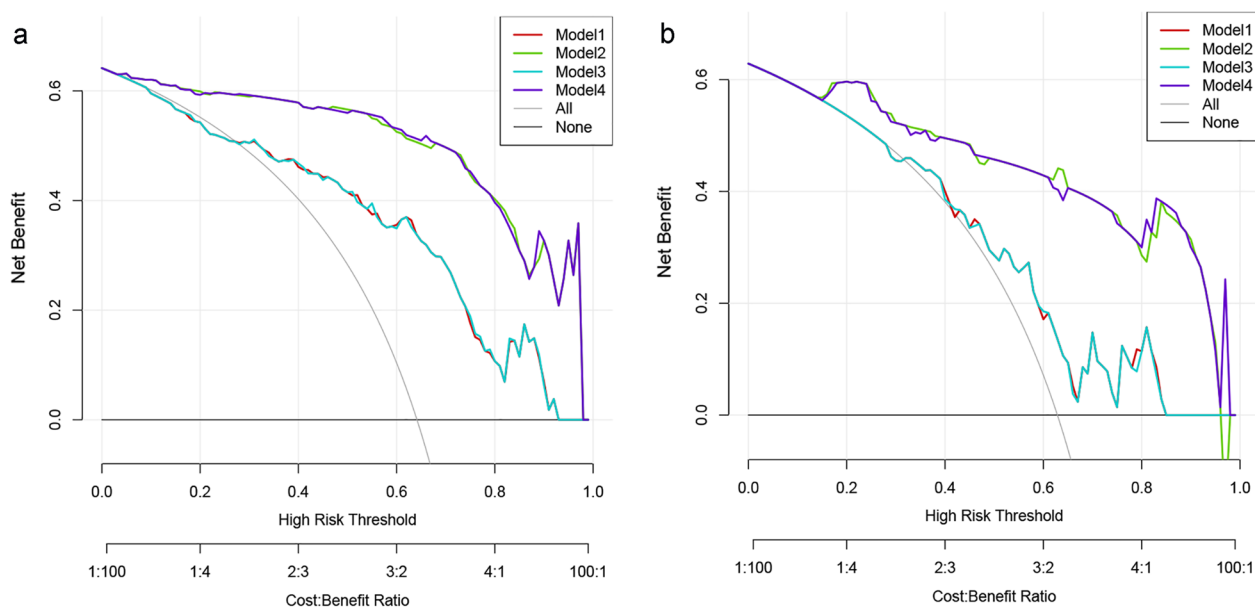 a
Model1
Model2
Model3
Model4
All
None
Net Benefit
0.6
0.4
0.2
0.0
0.0 0.2 0.4 0.6 0.8 1.0
High Risk Threshold
1:100 1:4 2:3 3:2 4:1 100:1
Cost:Benefit Ratio
b
Model1
Model2
Model3
Model4
All
None
Net Benefit
0.6
0.4
0.2
0.0
0.0 0.2 0.4 0.6 0.8 1.0
High Risk Threshold
1:100 1:4 2:3 3:2 4:1 100:1
Cost:Benefit Ratio